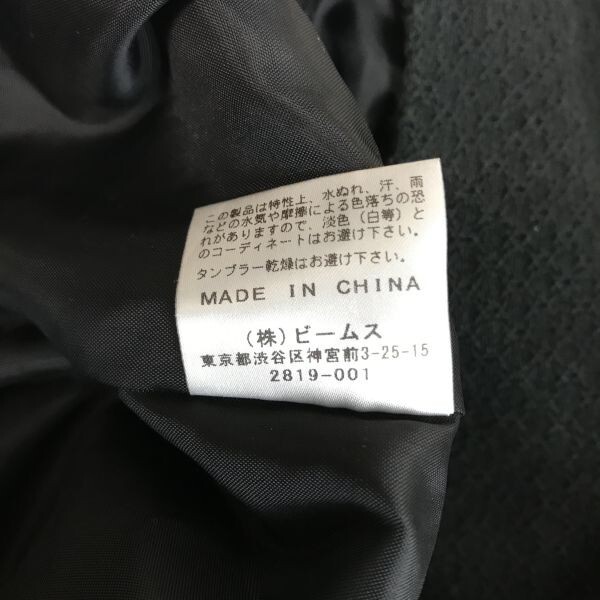 この製品は特性上、水ぬれ、汗、雨
などの水気や摩擦による色落ちの恐
れがありますので、淡色(白等)と
のコーディネートはお避け下さい。
タンブラー乾燥はお避け下さい。
MADE IN CHINA
(株)ビームス
東京都渋谷区神宮前3-25-15
2819-001